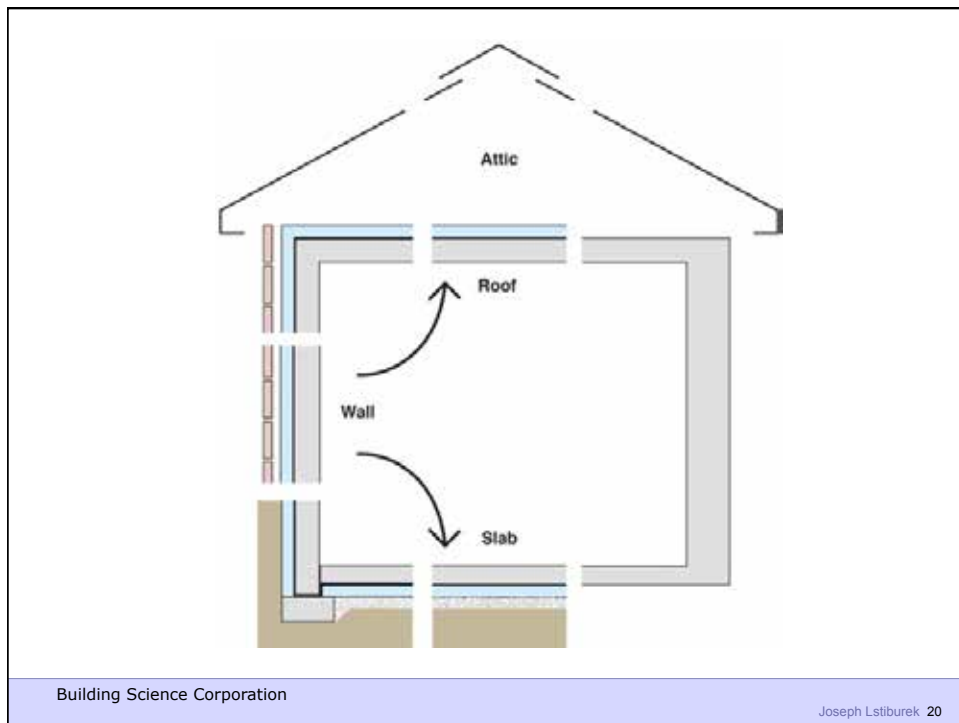 Attic
Roof
Wall
Slab
Building Science Corporation
Joseph Lstiburek 20